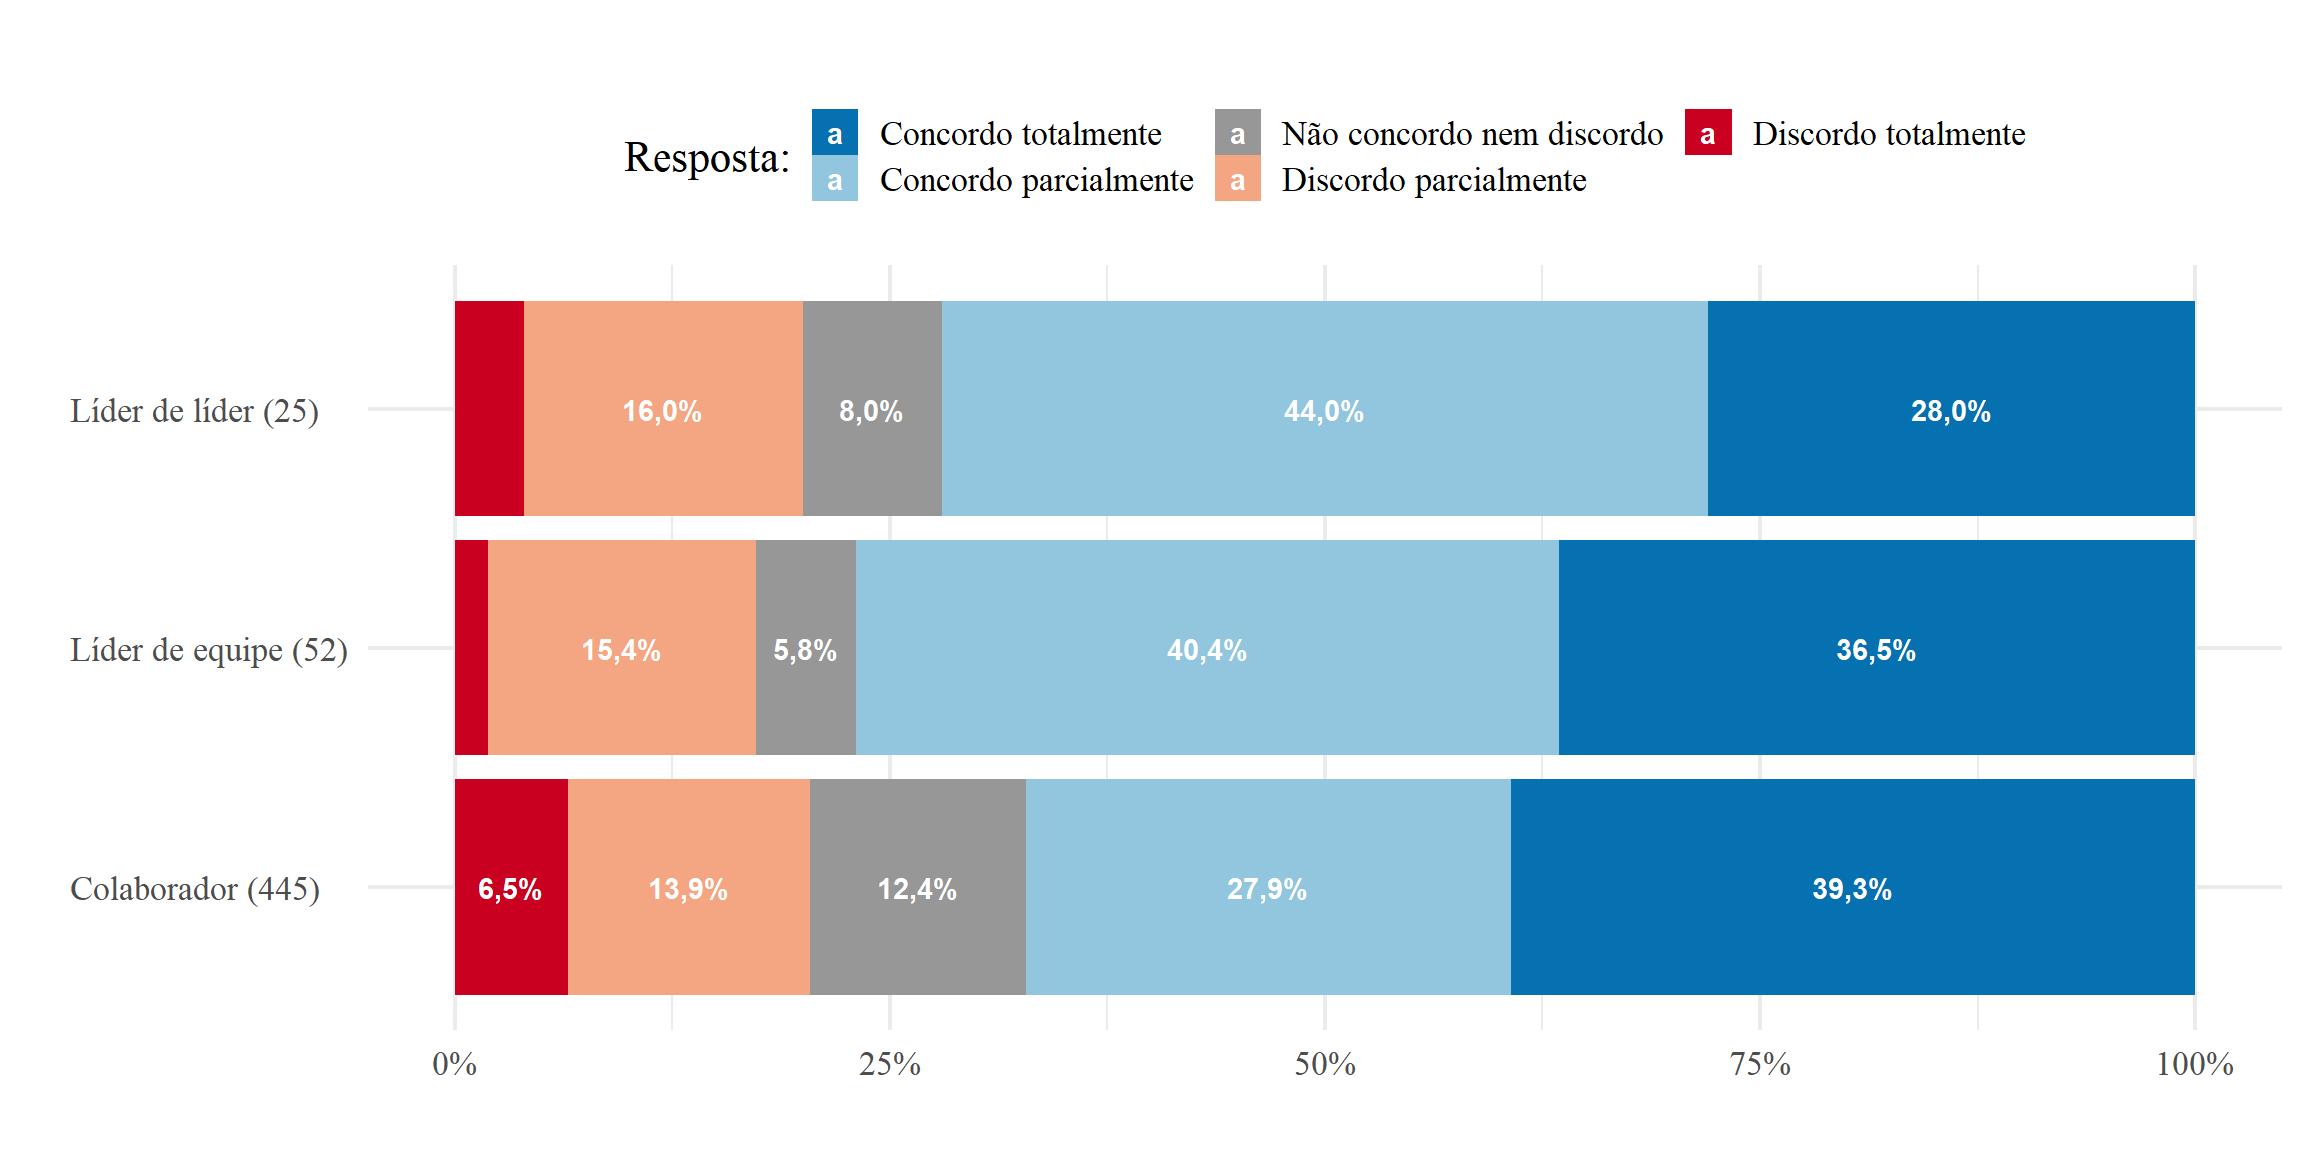 Resposta:
a Concordo totalmente a Não concordo nem discordo a Discordo totalmente
a Concordo parcialmente a Discordo parcialmente
Líder de líder (25) 16,0% 8,0% 44,0% 28,0%
Líder de equipe (52) 15,4% 5,8% 40,4% 36,5%
Colaborador (445) 6,5% 13,9% 12,4% 27,9% 39,3%
0% 25% 50% 75% 100%